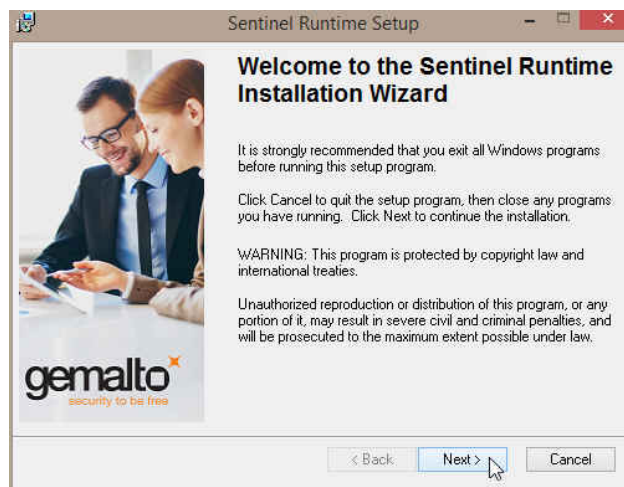 Sentinel Runtime Setup
Welcome to the Sentinel Runtime
Installation Wizard
It is strongly recommended that you exit all Windows programs
before running this setup program.
Click Cancel to quit the setup program, then close any programs
you have running. Click Next to continue the installation.
WARNING: This program is protected by copyright law and
international treaties.
Unauthorized reproduction or distribution of this program, or any
portion of it, may result in severe civil and criminal penalties, and
will be prosecuted to the maximum extent possible under law.
gemalto
security to be free
< Back
Next >
Cancel